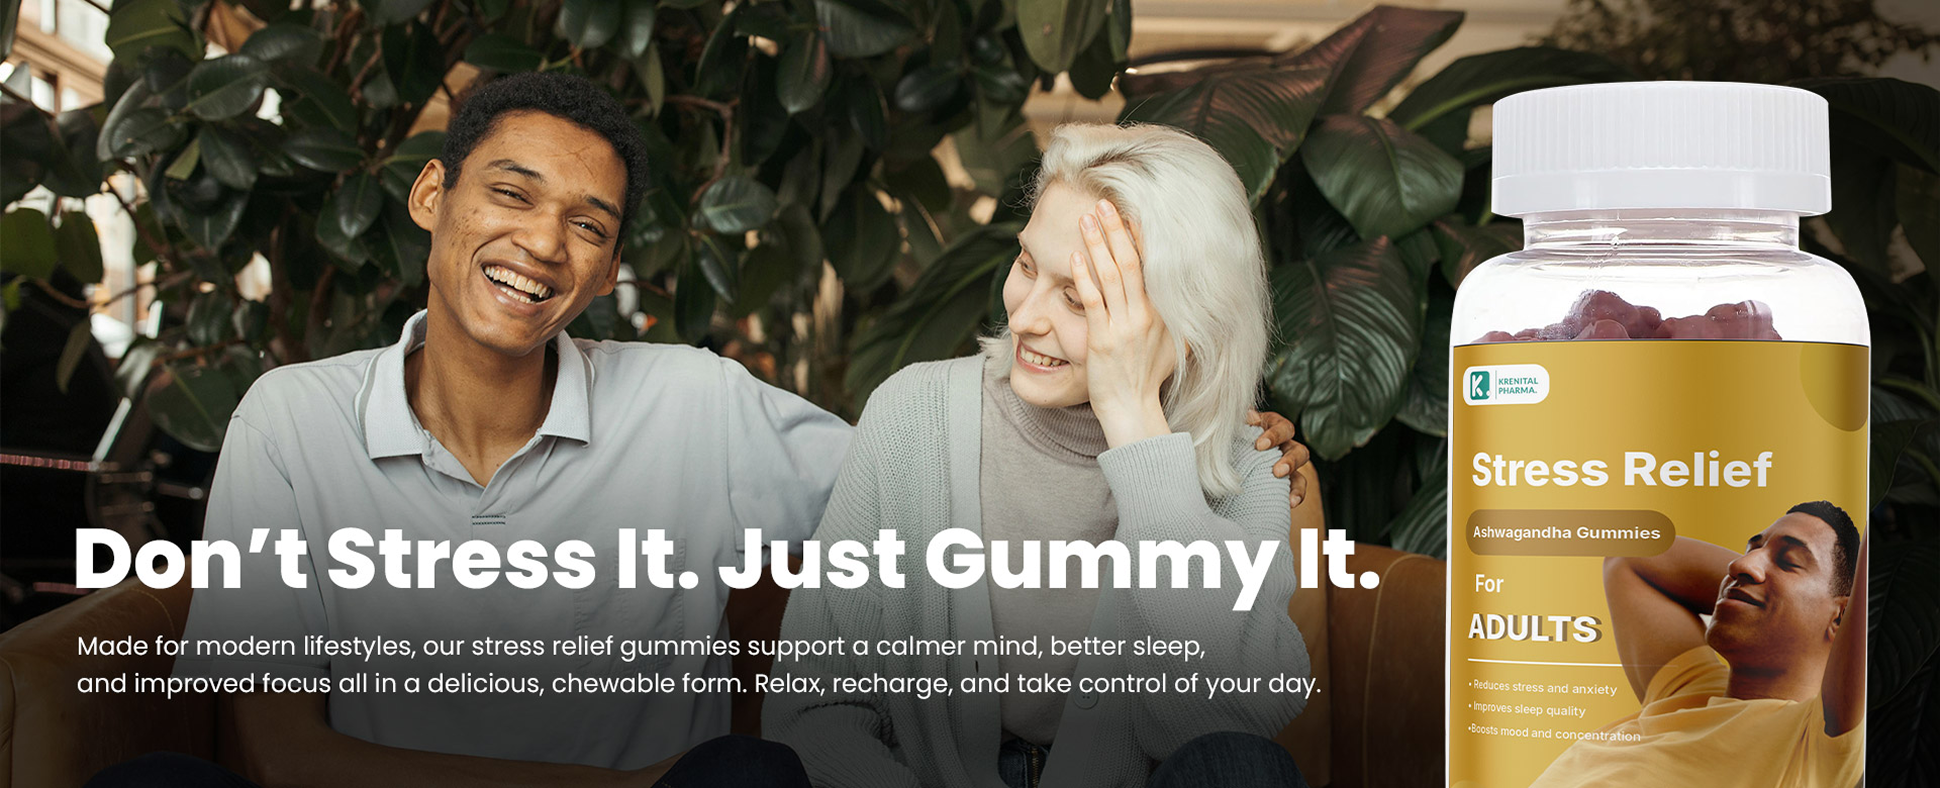 Don’t Stress It. Just Gummy It.
Made for modern lifestyles, our stress relief gummies support a calmer mind, better sleep,
and improved focus all in a delicious, chewable form. Relax, recharge, and take control of your day.
K.
KRENITAL
PHARMA.
Stress Relief
Ashwagandha Gummies
For
ADULTS
• Reduces stress and anxiety
• Improves sleep quality
•Boosts mood and concentration